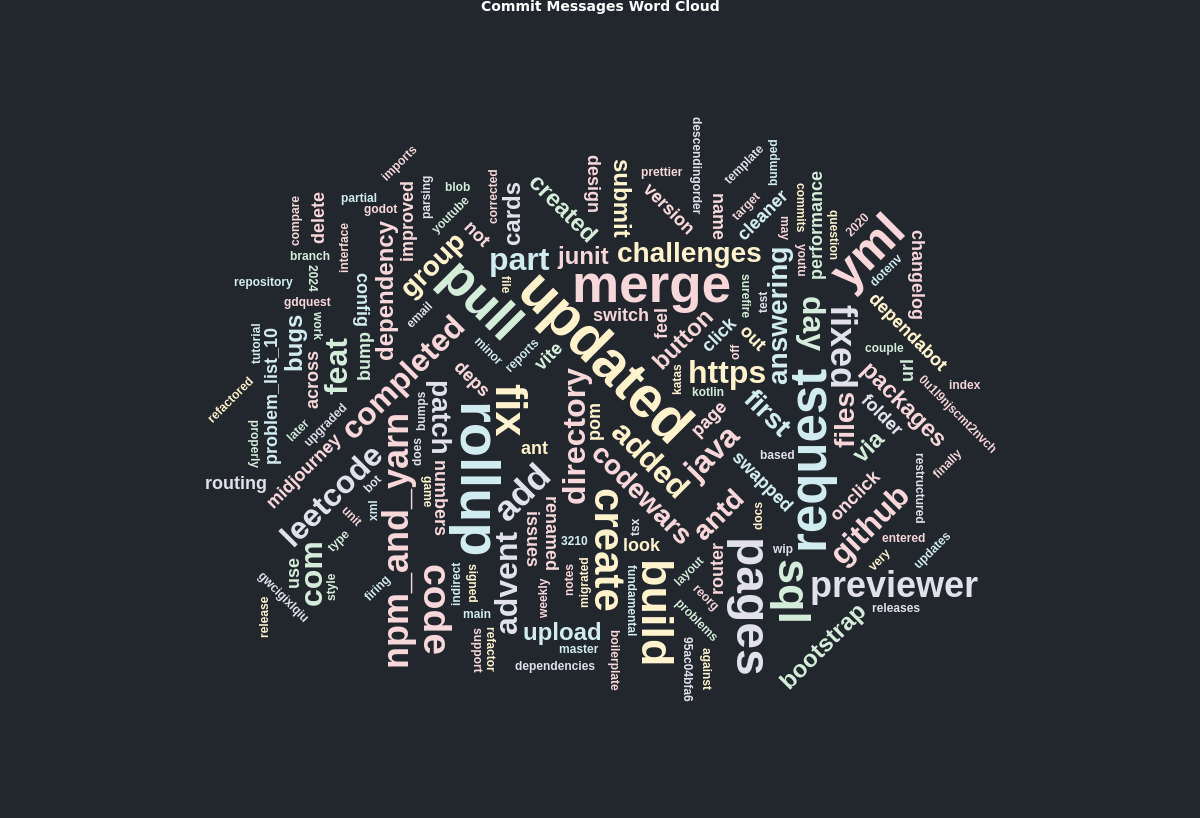 Commit Messages Word Cloud
imports
descendingorder
template
bumped
compare
delete
partial
godot
improved
parsing
blob
youtube
corrected
cards
created
design
submit
prettier
version
name
target
cleaner
commits
performance
question
2020
yml
changelog
interface
dependency
not
group
part
junit
challenges
may
youtu
answering
dotenv
branch
repository
2024
gdquest
config
pull
file
merge
surefire
test
day
fixed
dependabot
work
bugs
email
updated
switch
feel
button
click
out
off
couple
url
tutorial
problem_list_10
across
feat
bump
completed
minor
reports
vite
katas
https
kotlin
first
request
files
packages
folder
index
0u1l9njscmt2nvch
refactored
properly
later
upgraded
midjourney
patch
bumps
deps
fix
directory
pom
added
page
java
via
finally
routing
leetcode
bot
npm_and_yarn
does
numbers
game
rollup
ant
add
codewars
swapped
based
onclick
restructured
unit
xml
com
type
use
style
advent
issues
renamed
3210
create
tsx
look
antd
docs
wip
github
entered
updates
very
gwclgixtqiu
release
firing
code
indirect
signed
main
weekly
notes
migrated
fundamental
build
layout
router
reorg
problems
pages
lbs
previewer
releases
bootstrap
support
refactor
upload
master
dependencies
boilerplate
95ac04bfa6
against